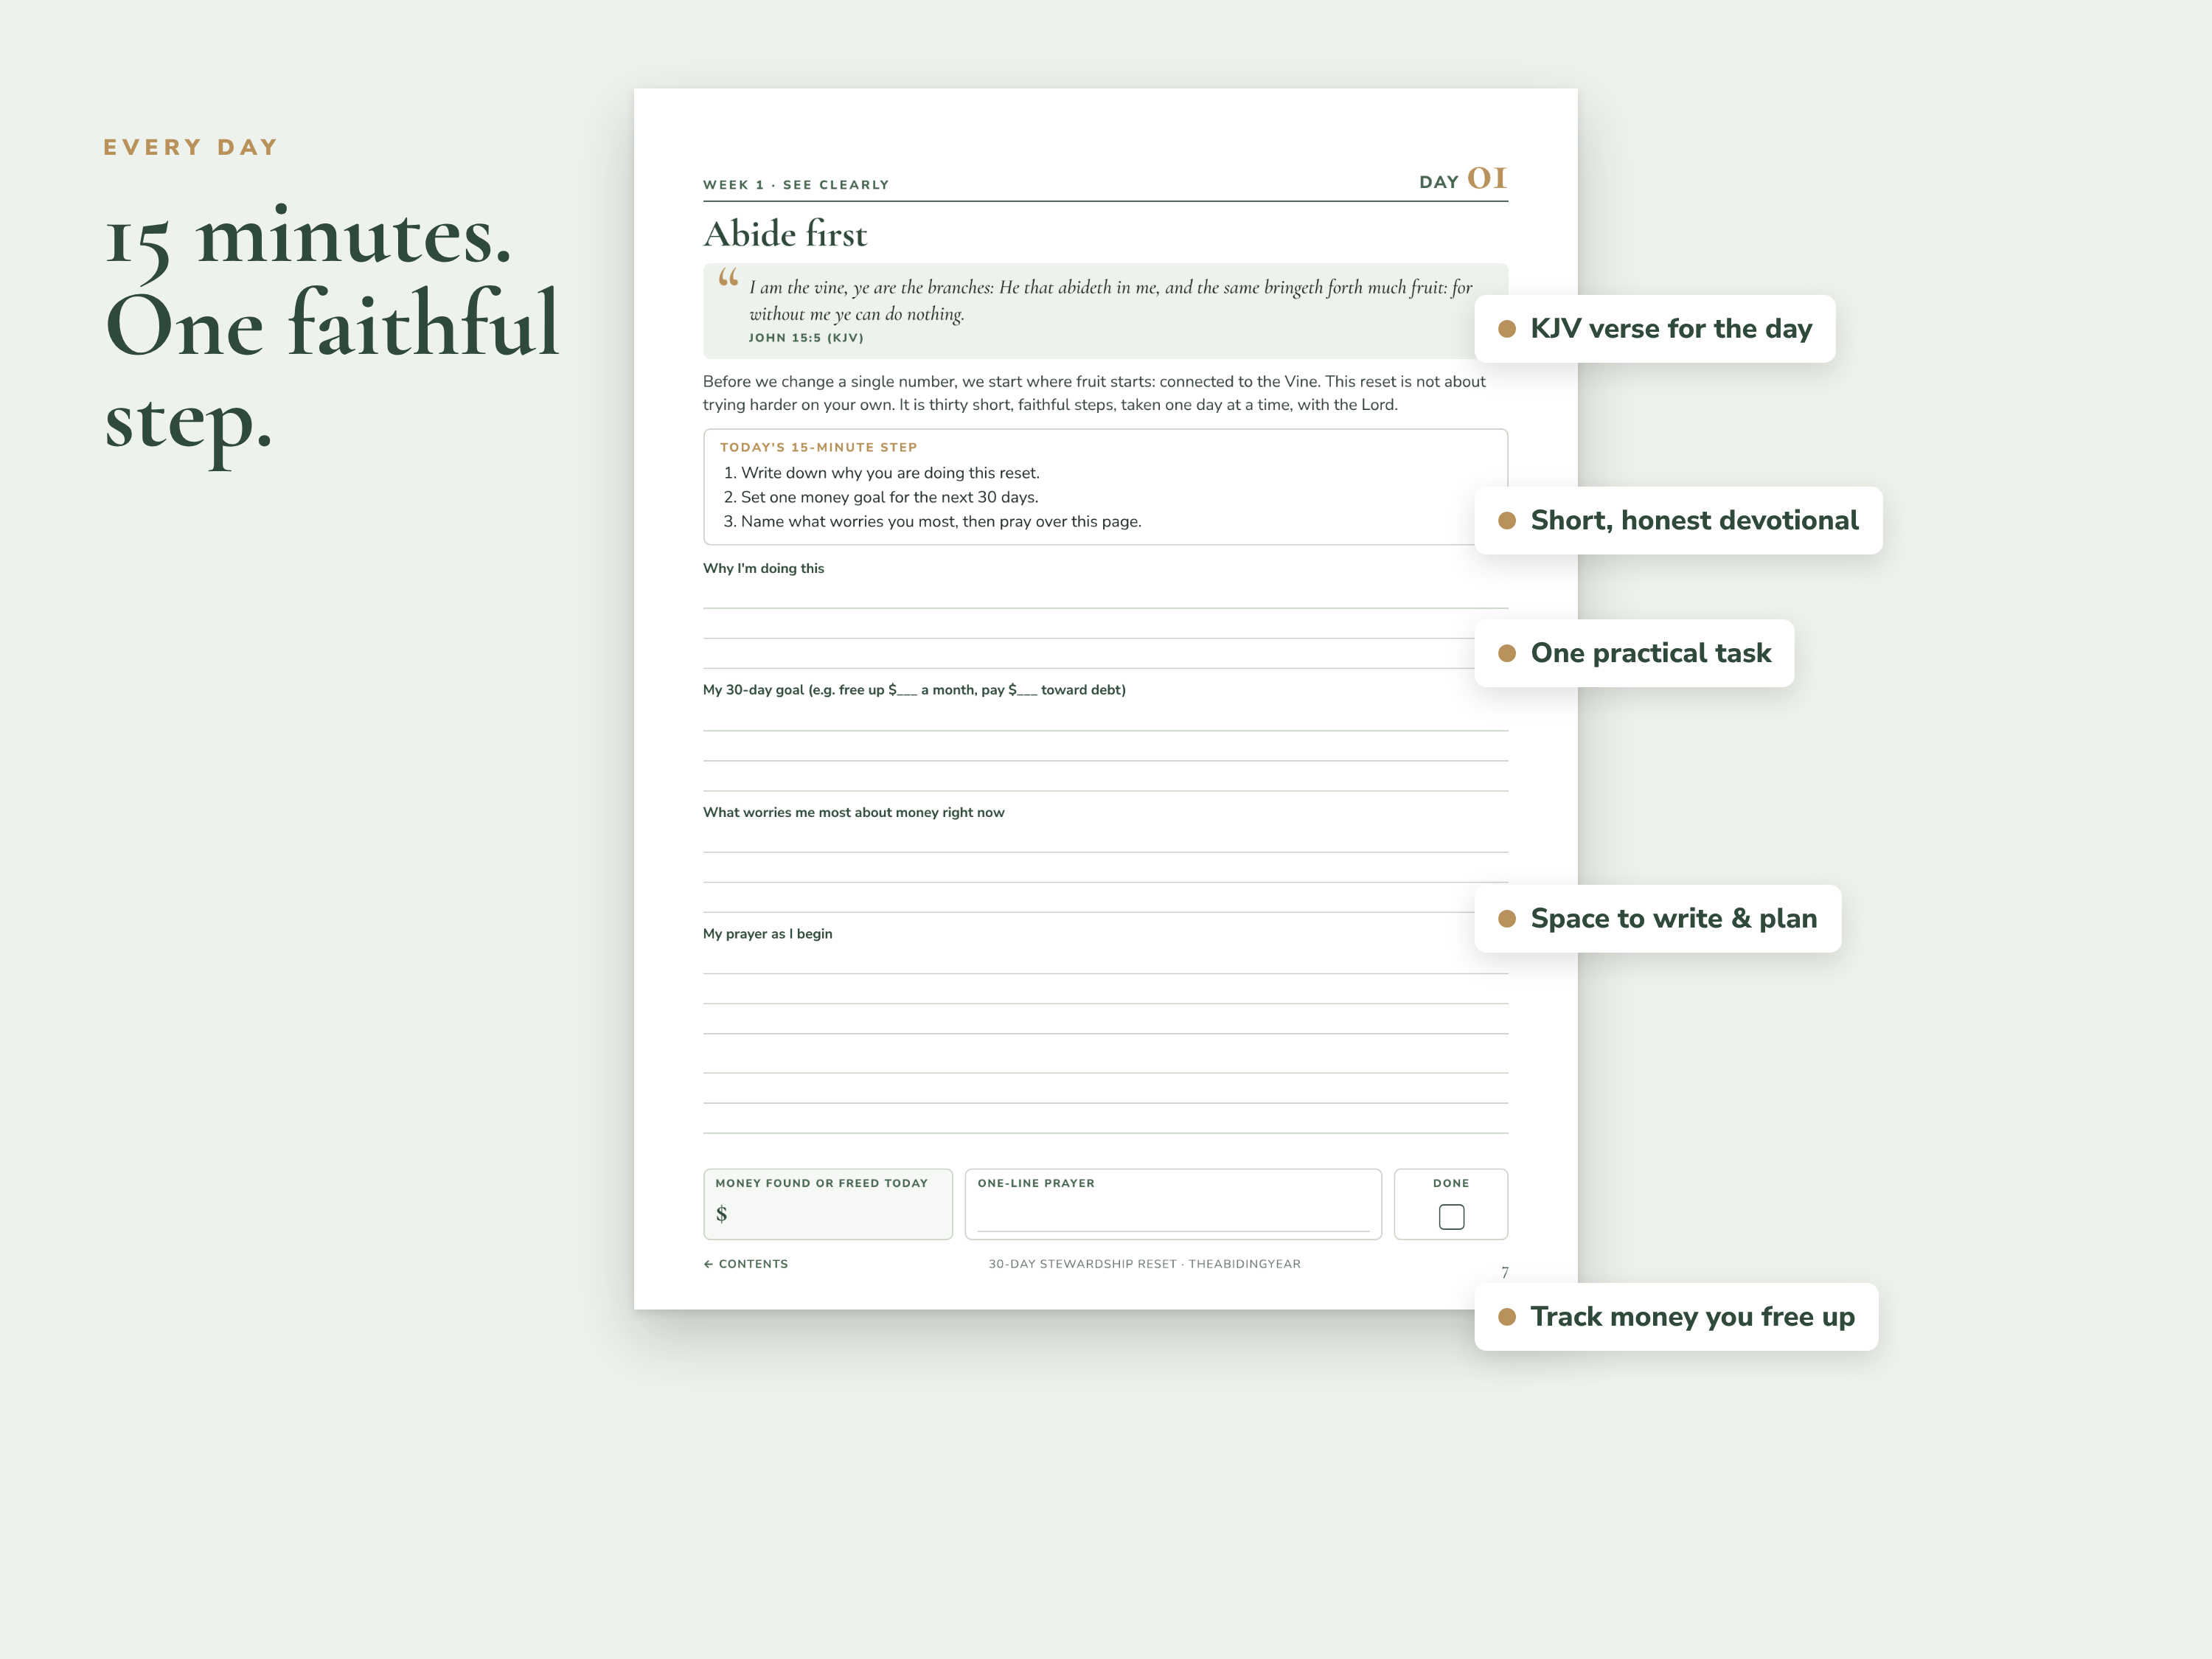 EVERY DAY
15 minutes.
One faithful
step.
WEEK 1 · SEE CLEARLY
DAY 01
Abide first
“ I am the vine, ye are the branches: He that abideth in me, and the same bringeth forth much fruit: for
without me ye can do nothing.
JOHN 15:5 (KJV)
KJV verse for the day
Before we change a single number, we start where fruit starts: connected to the Vine. This reset is not about
trying harder on your own. It is thirty short, faithful steps, taken one day at a time, with the Lord.
TODAY'S 15-MINUTE STEP
1. Write down why you are doing this reset.
2. Set one money goal for the next 30 days.
3. Name what worries you most, then pray over this page.
Short, honest devotional
Why I'm doing this
One practical task
My 30-day goal (e.g. free up $___ a month, pay $___ toward debt)
What worries me most about money right now
Space to write & plan
My prayer as I begin
MONEY FOUND OR FREED TODAY
$
ONE-LINE PRAYER
DONE
← CONTENTS
30-DAY STEWARDSHIP RESET · THEABIDINGYEAR
7
Track money you free up